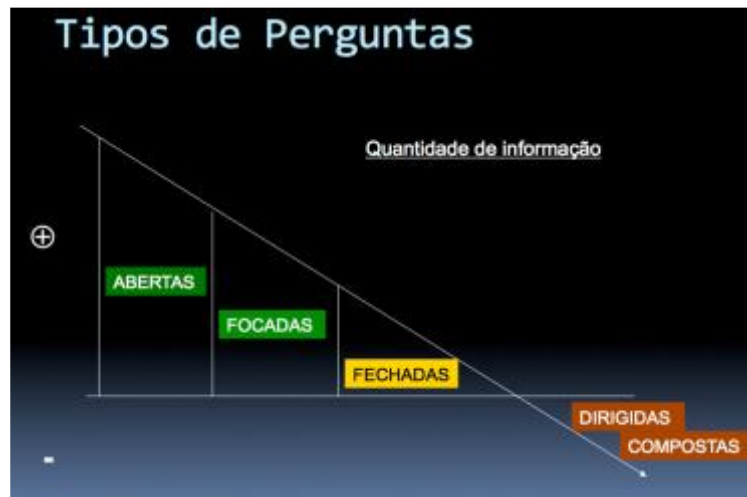 Tipos de Perguntas
Quantidade de informação
+
ABERTAS
FOCADAS
FECHADAS
DIRIGIDAS
COMPOSTAS
-